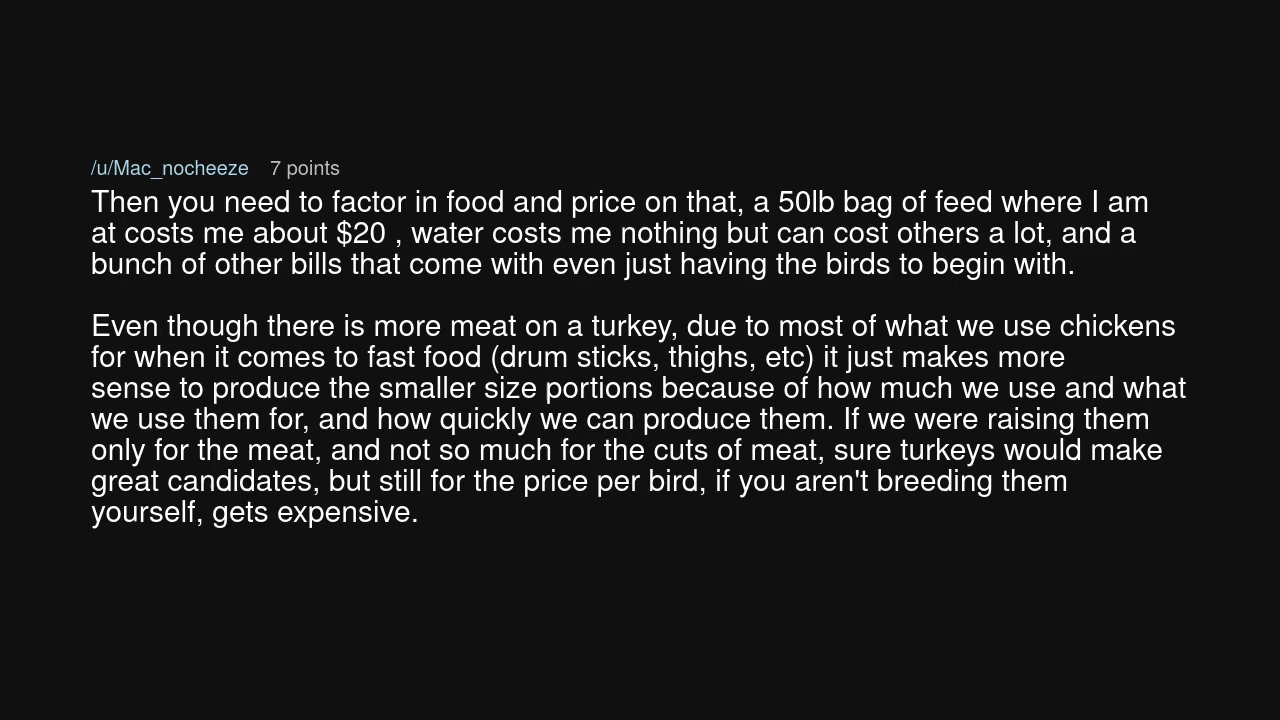 /u/Mac_nocheeze 7 points
Then you need to factor in food and price on that, a 50lb bag of feed where I am
at costs me about $20 , water costs me nothing but can cost others a lot, and a
bunch of other bills that come with even just having the birds to begin with.
Even though there is more meat on a turkey, due to most of what we use chickens
for when it comes to fast food (drum sticks, thighs, etc) it just makes more
sense to produce the smaller size portions because of how much we use and what
we use them for, and how quickly we can produce them. If we were raising them
only for the meat, and not so much for the cuts of meat, sure turkeys would make
great candidates, but still for the price per bird, if you aren't breeding them
yourself, gets expensive.